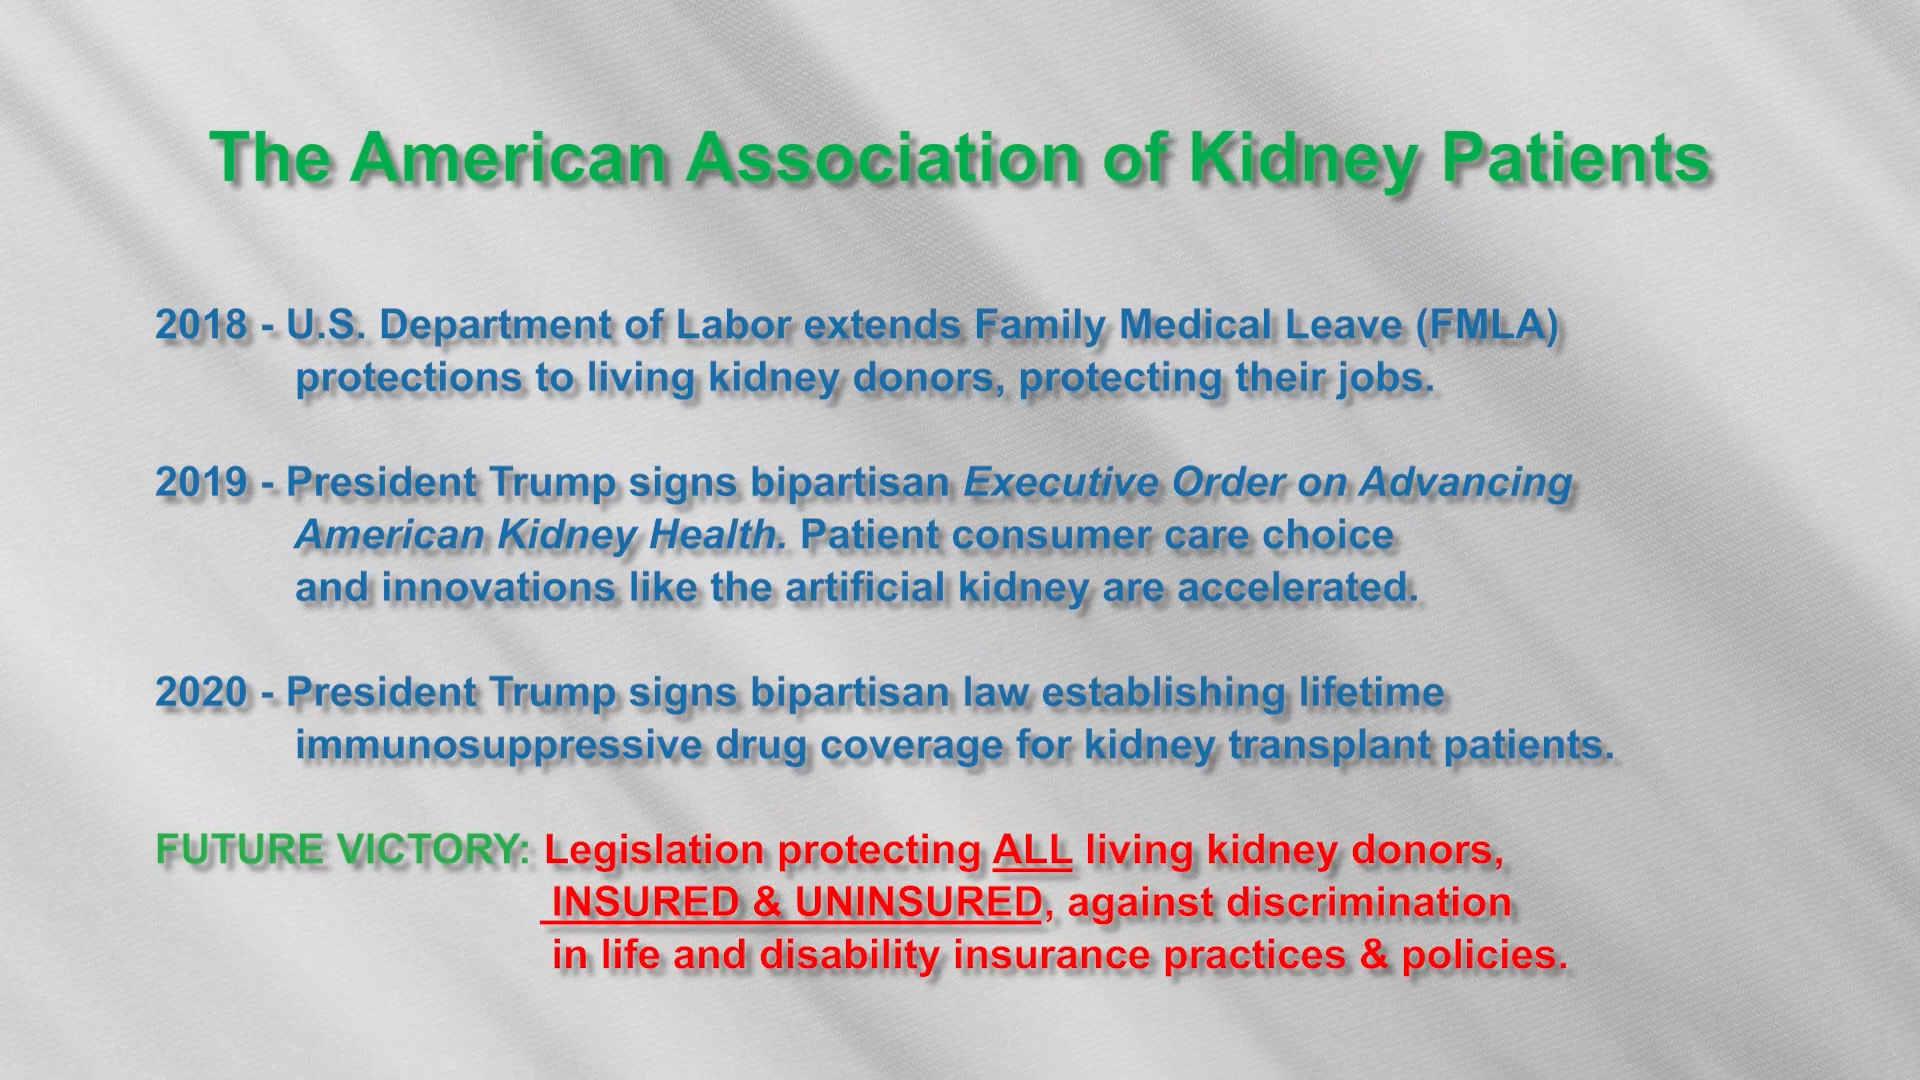 The American Association of Kidney Patients
2018 - U.S. Department of Labor extends Family Medical Leave (FMLA)
protections to living kidney donors, protecting their jobs.
2019 - President Trump signs bipartisan Executive Order on Advancing
American Kidney Health. Patient consumer care choice
and innovations like the artificial kidney are accelerated.
2020 - President Trump signs bipartisan law establishing lifetime
immunosuppressive drug coverage for kidney transplant patients.
FUTURE VICTORY: Legislation protecting ALL living kidney donors,
INSURED & UNINSURED, against discrimination
in life and disability insurance practices & policies.